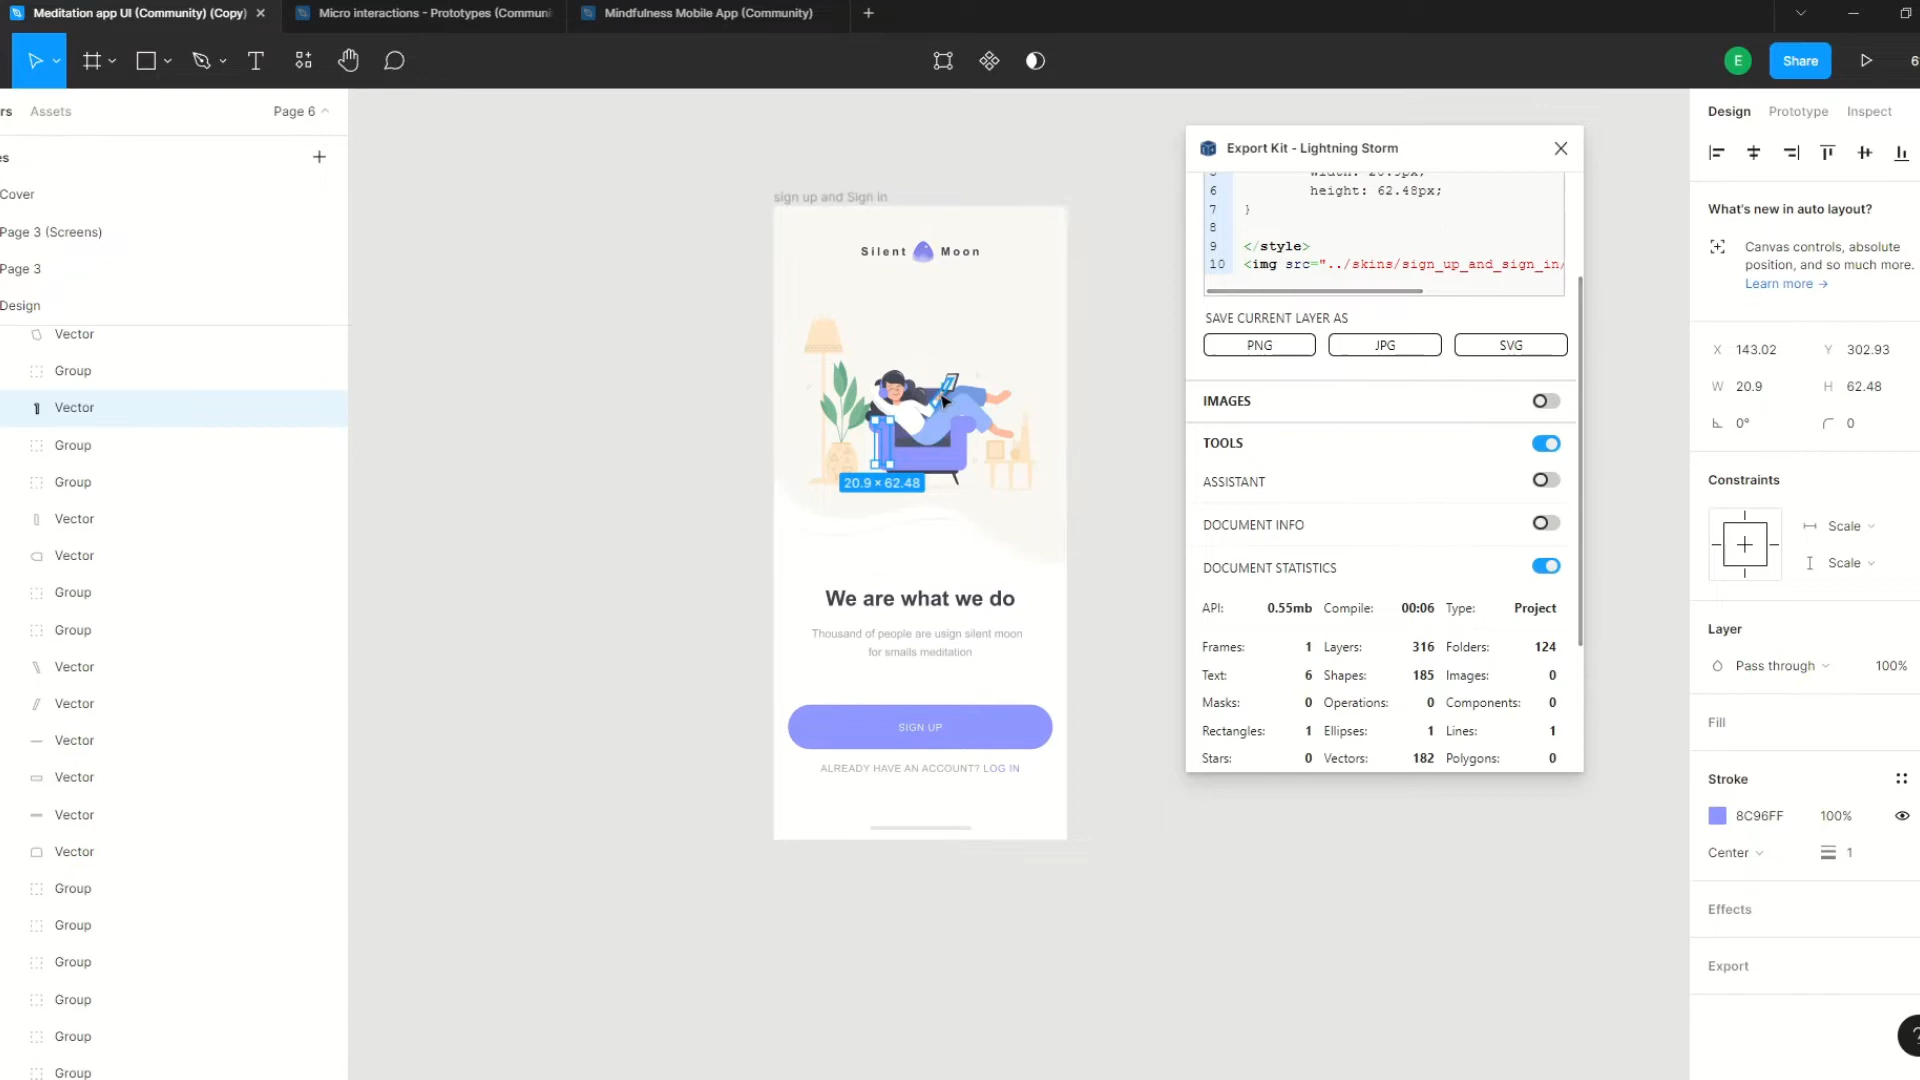 Meditation app UI (Community) (Copy)
Micro interactions - Prototypes (Commun
Mindfulness Mobile App (Community)
E
Share
6
rs
Assets
Page 6
es
Cover
Page 3 (Screens)
Page 3
Design
Vector
Group
Vector
Group
Group
Vector
Vector
Group
Group
Vector
Vector
Vector
Vector
Vector
Vector
Group
Group
Group
Group
Group
Group
sign up and Sign in
Silent Moon
20.9 × 62.48
We are what we do
Thousand of people are usign silent moon
for smalls meditation
SIGN UP
ALREADY HAVE AN ACCOUNT? LOG IN
Export Kit - Lightning Storm
5 width: 20.9px;
6 height: 62.48px;
7 }
8
9 </style>
10 <img src="../skins/sign_up_and_sign_in/
SAVE CURRENT LAYER AS
PNG JPG SVG
IMAGES
TOOLS
ASSISTANT
DOCUMENT INFO
DOCUMENT STATISTICS
API: 0.55mb Compile: 00:06 Type: Project
Frames: 1 Layers: 316 Folders: 124
Text: 6 Shapes: 185 Images: 0
Masks: 0 Operations: 0 Components: 0
Rectangles: 1 Ellipses: 1 Lines: 1
Stars: 0 Vectors: 182 Polygons: 0
Design Prototype Inspect
What's new in auto layout?
Canvas controls, absolute
position, and so much more.
Learn more →
X 143.02 Y 302.93
W 20.9 H 62.48
0° 0
Constraints
Scale
Scale
Layer
Pass through 100%
Fill
Stroke
8C96FF 100%
Center 1
Effects
Export
?